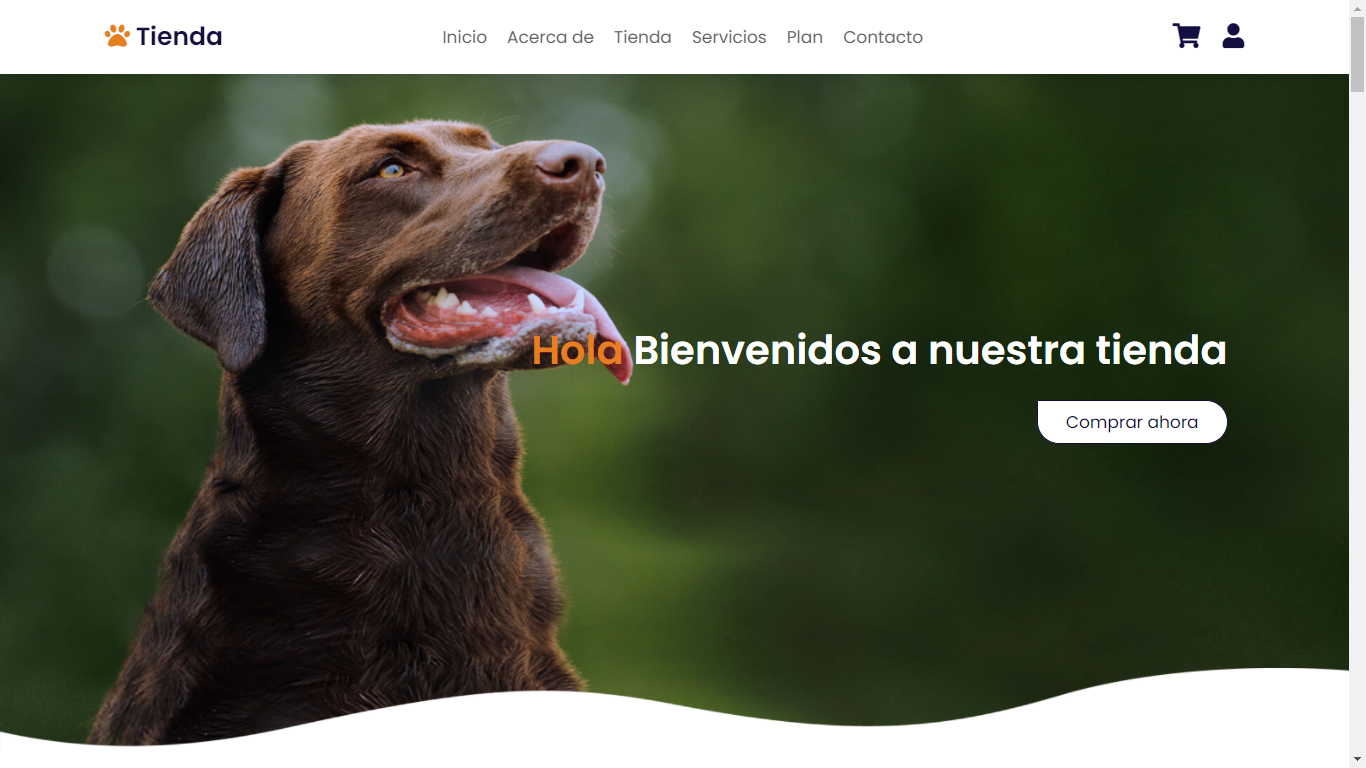 Tienda
Inicio Acerca de Tienda Servicios Plan Contacto
Hola Bienvenidos a nuestra tienda
Comprar ahora